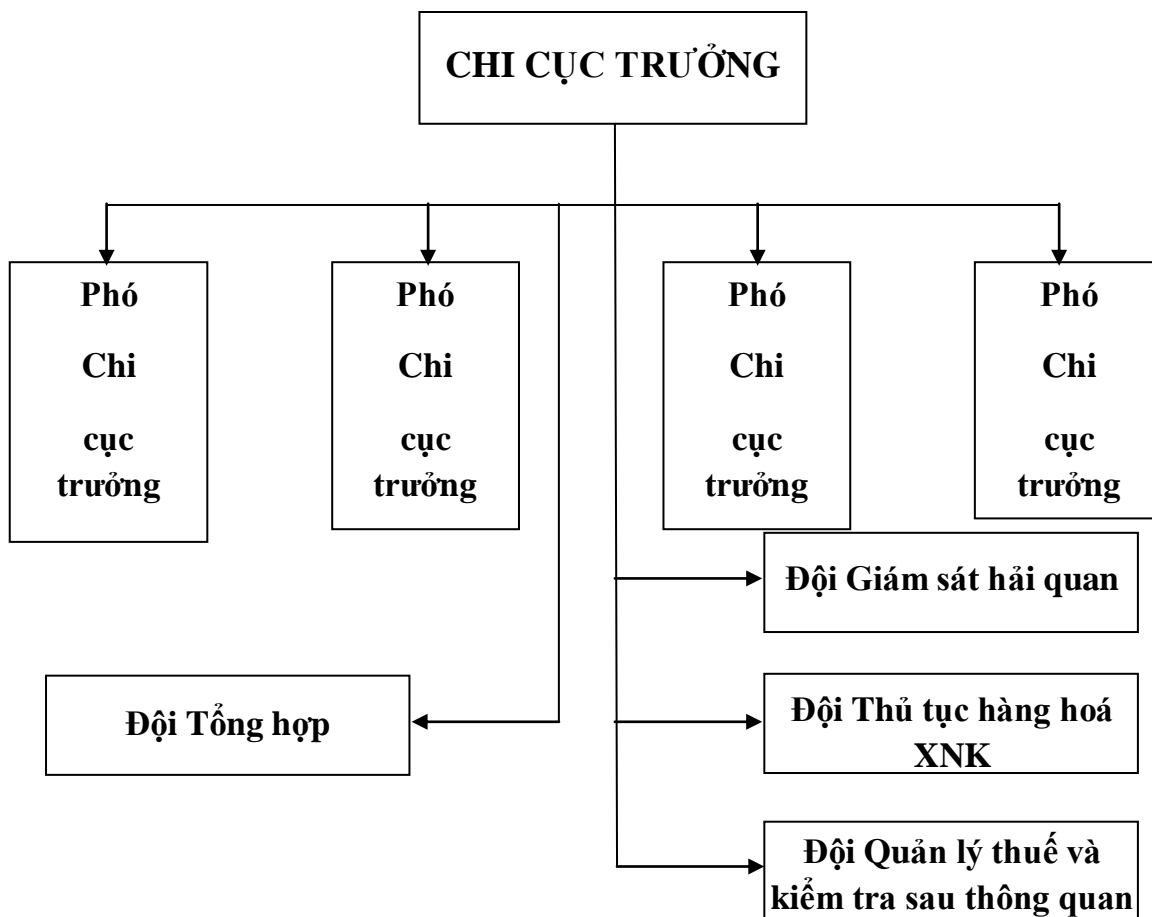 CHI CỤC TRƯỞNG
Phó
Chi
cục
trưởng
Phó
Chi
cục
trưởng
Phó
Chi
cục
trưởng
Phó
Chi
cục
trưởng
Đội Giám sát hải quan
Đội Tổng hợp
Đội Thủ tục hàng hoá
XNK
Đội Quản lý thuế và
kiểm tra sau thông quan